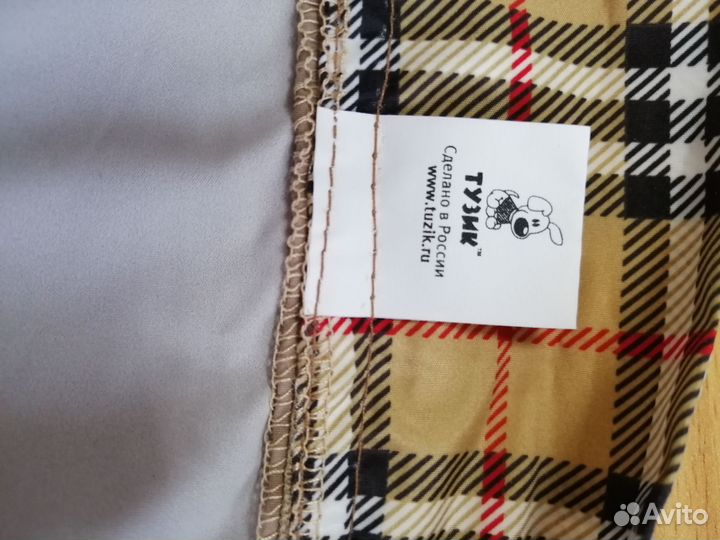 ТУЗИК™
Сделано в России
www.tuzik.ru
Avito